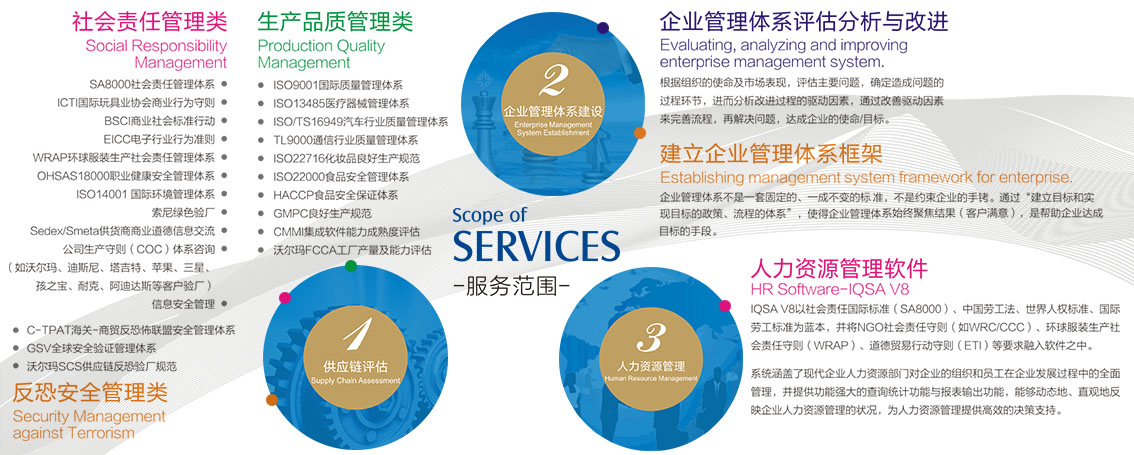 社会责任管理类
Social Responsibility
Management
SA8000社会责任管理体系
ICTI国际玩具业协会商业行为守则
BSCI商业社会标准行动
EICC电子行业行为准则
WRAP环球服装生产社会责任管理体系
OHSAS18000职业健康安全管理体系
ISO14001 国际环境管理体系
索尼绿色验厂
Sedex/Smeta供货商商业道德信息交流
公司生产守则（COC）体系咨询
（如沃尔玛、迪斯尼、塔吉特、苹果、三星、
孩之宝、耐克、阿迪达斯等客户验厂）
信息安全管理
C-TPAT海关-商贸反恐怖联盟安全管理体系
GSV全球安全验证管理体系
沃尔玛SCS供应链反恐验厂规范
反恐安全管理类
Security Management
against Terrorism
生产品质管理类
Production Quality
Management
ISO9001国际质量管理体系
ISO13485医疗器械管理体系
ISO/TS16949汽车行业质量管理体系
TL9000通信行业质量管理体系
ISO22716化妆品良好生产规范
ISO22000食品安全管理体系
HACCP食品安全保证体系
GMPC良好生产规范
CMMI集成软件能力成熟度评估
沃尔玛FCCA工厂产量及能力评估
1
供应链评估
Supply Chain Assessment
2
企业管理体系建设
Enterprise Management
System Establishment
Scope of
SERVICES
-服务范围-
3
人力资源管理
Human Resource Management
企业管理体系评估分析与改进
Evaluating, analyzing and improving
enterprise management system.
根据组织的使命及市场表现，评估主要问题，确定造成问题的
过程环节，进而分析改进过程的驱动因素，通过改善驱动因素
来完善流程，再解决问题，达成企业的使命/目标。
建立企业管理体系框架
Establishing management system framework for enterprise.
企业管理体系不是一套固定的、一成不变的标准，不是约束企业的手铐。通过“建立目标和实
现目标的政策、流程的体系”，使得企业管理体系始终聚焦结果（客户满意），是帮助企业达成
目标的手段。
人力资源管理软件
HR Software-IQSA V8
IQSA V8以社会责任国际标准（SA8000）、中国劳工法、世界人权标准、国际
劳工标准为蓝本，并将NGO社会责任守则（如WRC/CCC）、环球服装生产社
会责任守则（WRAP）、道德贸易行动守则（ETI）等要求融入软件之中。
系统涵盖了现代企业人力资源部门对企业的组织和员工在企业发展过程中的全面
管理，并提供功能强大的查询统计功能与报表输出功能，能够动态地、直观地反
映企业人力资源管理的状况，为人力资源管理提供高效的决策支持。